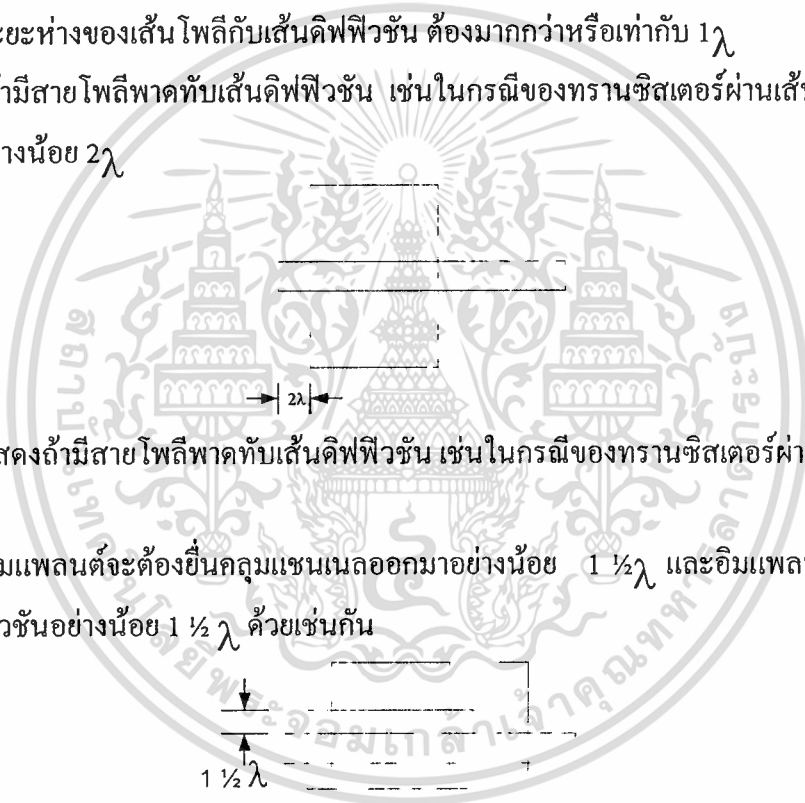 ยะห่างของเส้นโพลีกับเส้นดิฟฟิวชัน ต้องมากกว่าหรือเท่ากับ 1λ
ามีสายโพลีพาดทับเส้นดิฟฟิวชัน เช่นในกรณีของทรานซิสเตอร์ผ่านเส้น
างน้อย 2λ
2λ
สดงถ้ามีสายโพลีพาดทับเส้นดิฟฟิวชัน เช่นในกรณีของทรานซิสเตอร์ผ่า
มแพลนต์จะต้องยื่นคลุมแชนเนลออกมาอย่างน้อย 1 ½λ และอิมแพลน
วชันอย่างน้อย 1 ½ λ ด้วยเช่นกัน
1 ½ λ